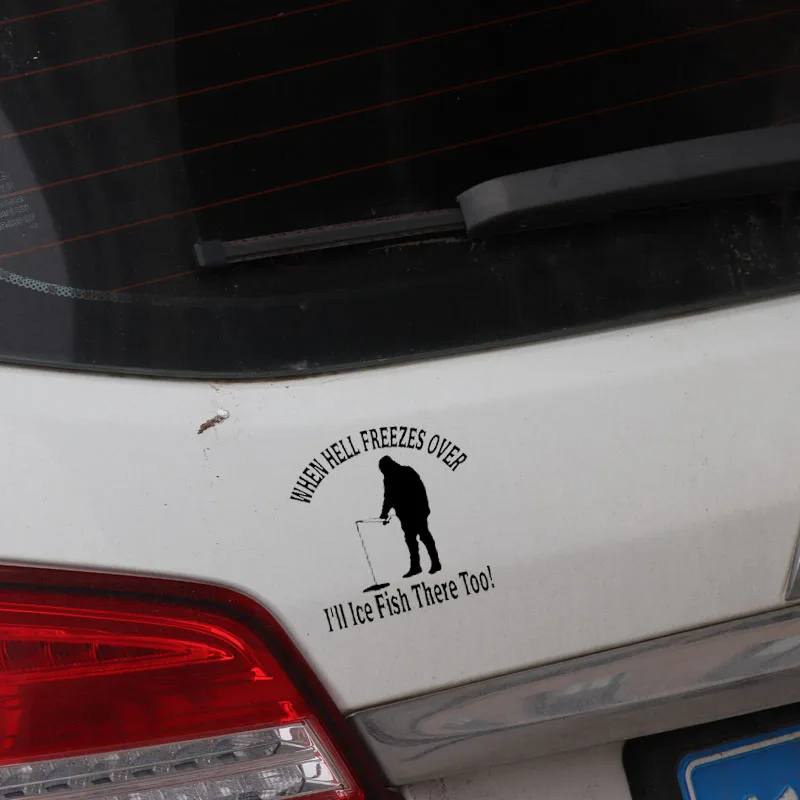 WHEN HELL FREEZES OVER
I'll Ice Fish There Too!